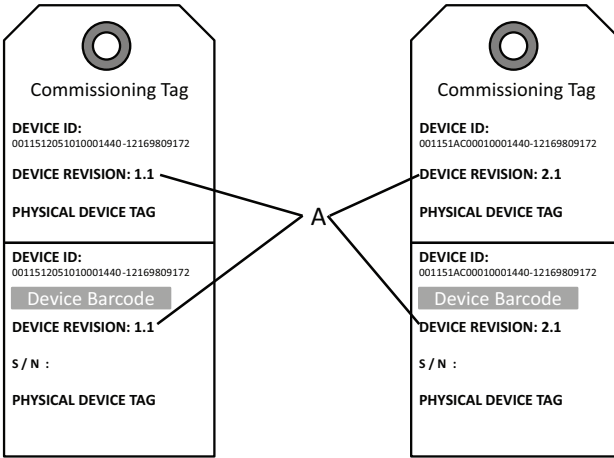 Commissioning Tag
DEVICE ID:
0011512051010001440-12169809172
DEVICE REVISION: 1.1
PHYSICAL DEVICE TAG
DEVICE ID:
0011512051010001440-12169809172
Device Barcode
DEVICE REVISION: 1.1
S / N :
PHYSICAL DEVICE TAG
A
Commissioning Tag
DEVICE ID:
001151AC00010001440-12169809172
DEVICE REVISION: 2.1
PHYSICAL DEVICE TAG
DEVICE ID:
001151AC00010001440-12169809172
Device Barcode
DEVICE REVISION: 2.1
S / N :
PHYSICAL DEVICE TAG